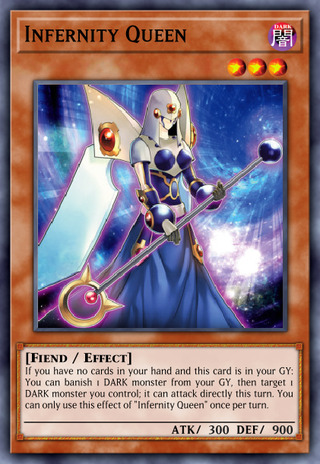 Infernity Queen
DARK
闇
[Fiend / Effect]
If you have no cards in your hand and this card is in your GY:
You can banish 1 DARK monster from your GY, then target 1
DARK monster you control; it can attack directly this turn. You
can only use this effect of "Infernity Queen" once per turn.
ATK/ 300 DEF/ 900